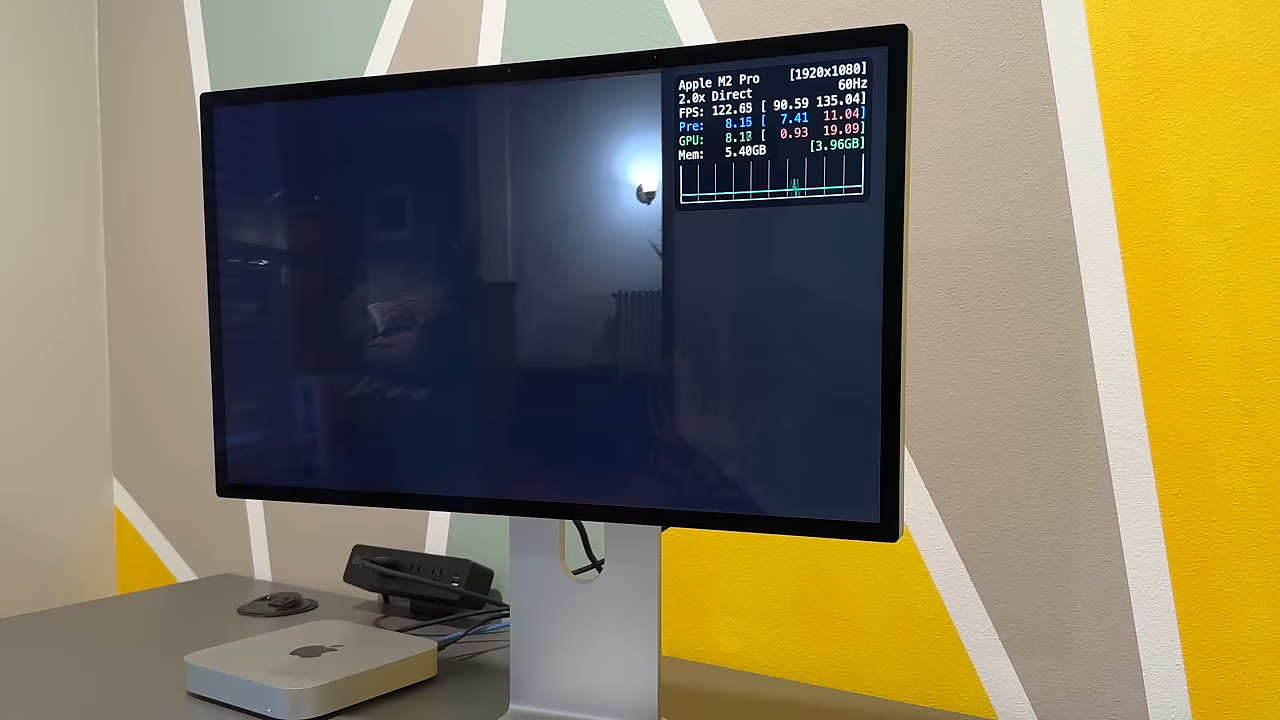 Apple M2 Pro [1920x1080]
2.0x Direct 60Hz
FPS: 122.65 [ 90.59 135.04]
Pre: 8.15 [ 7.41 11.04]
GPU: 8.17 [ 0.93 19.09]
Mem: 5.40GB [3.96GB]